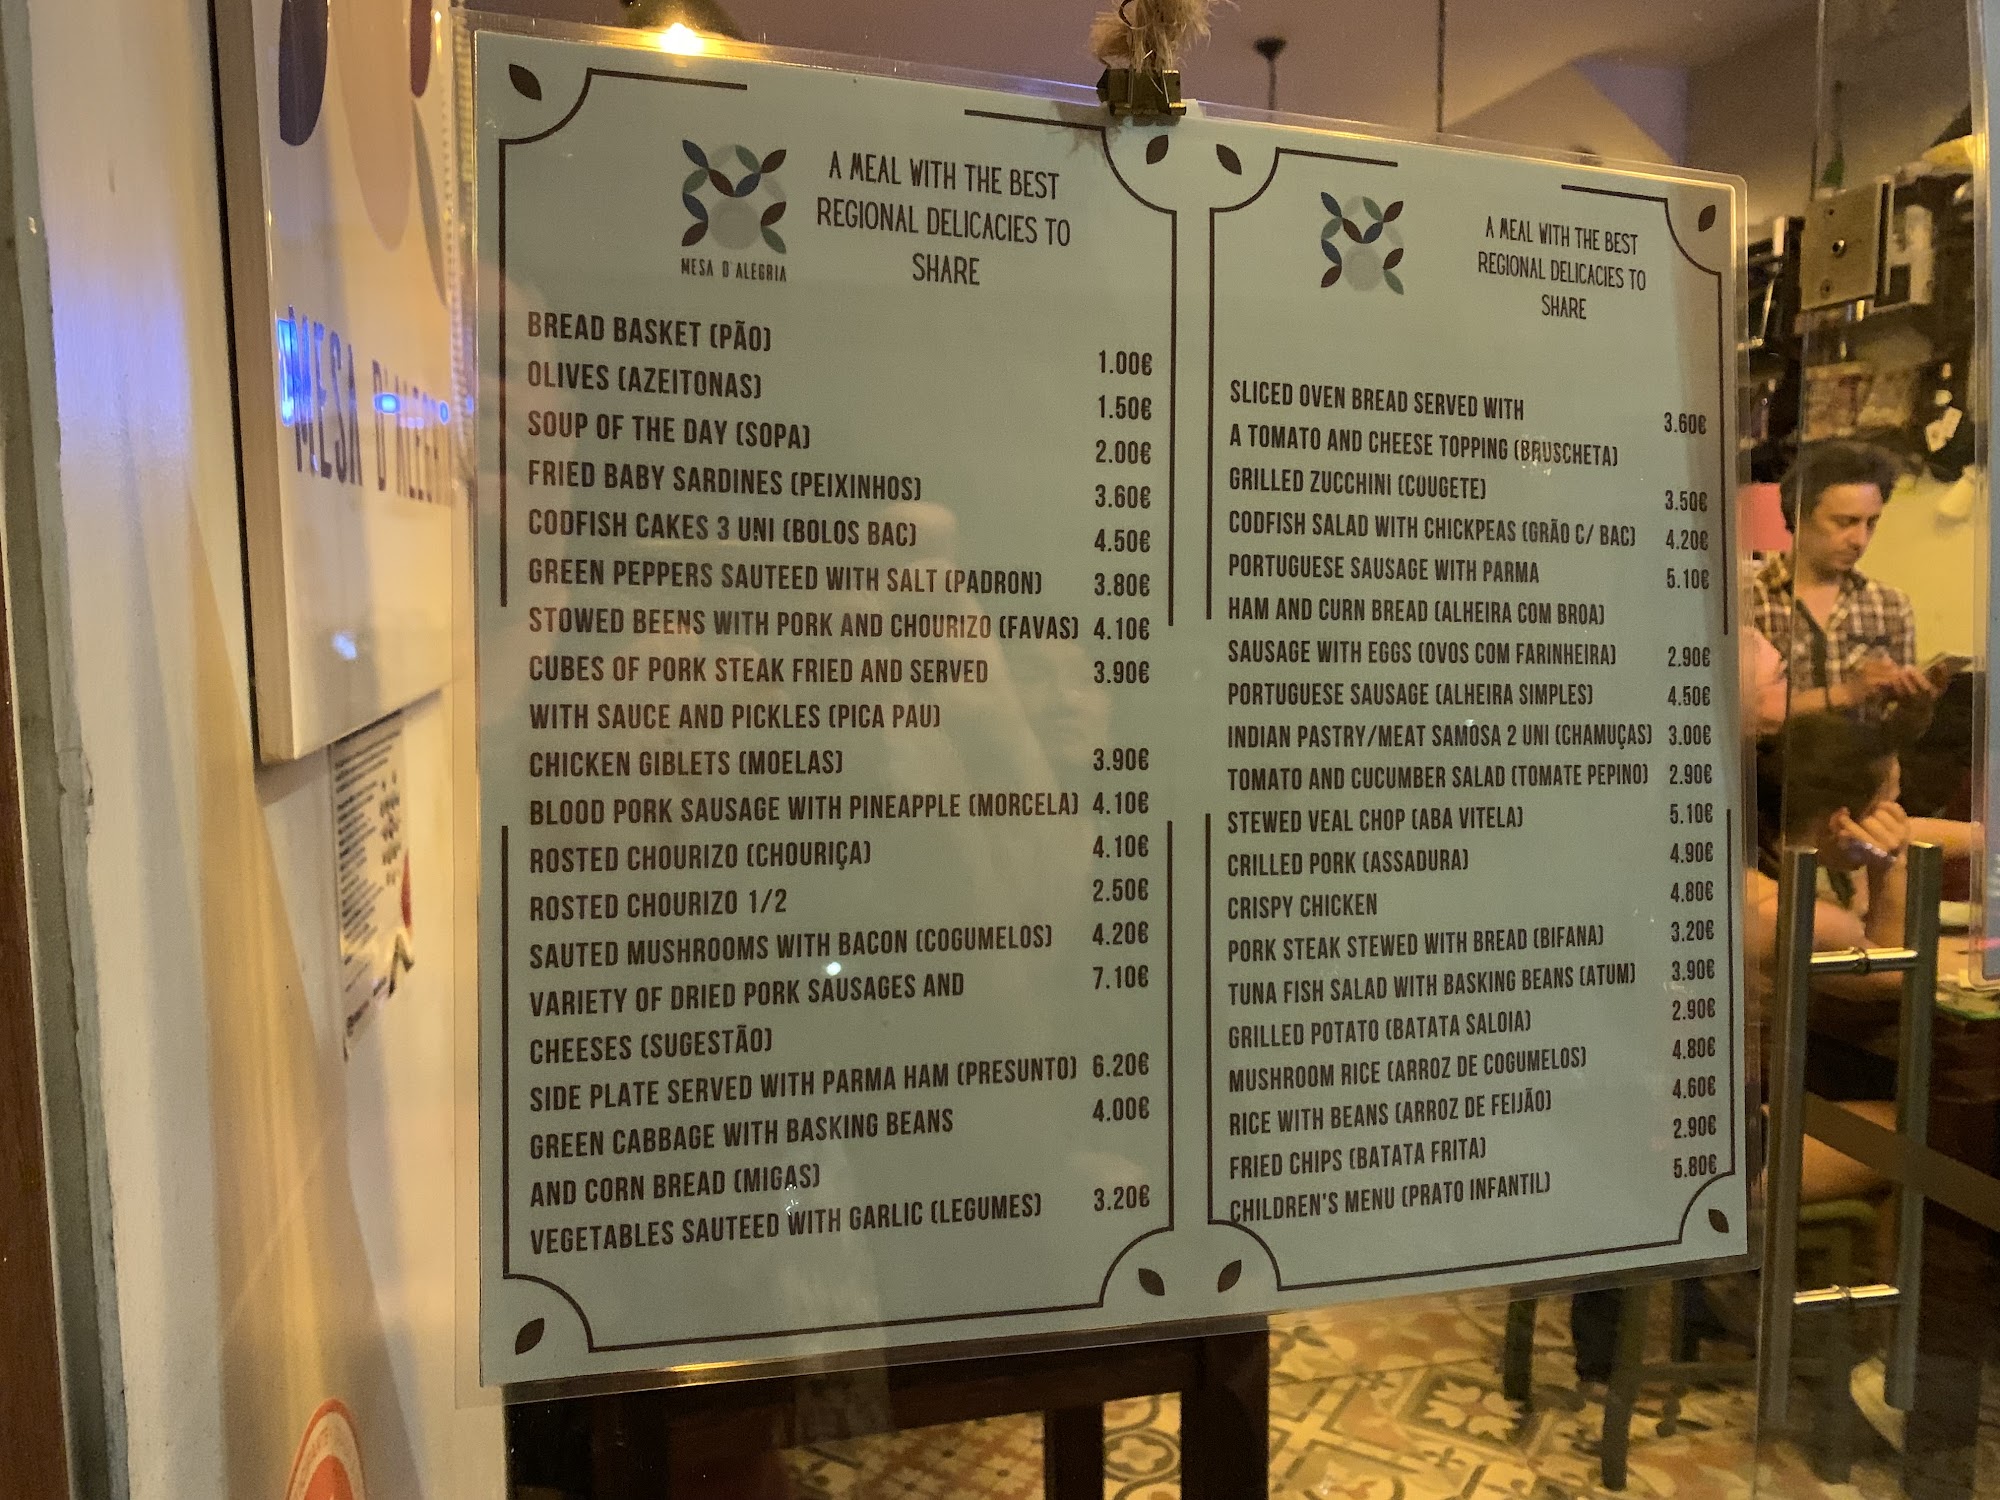 MESA D'ALEGRIA
A MEAL WITH THE BEST
REGIONAL DELICACIES TO
SHARE
BREAD BASKET (PÃO) 1.00€
OLIVES (AZEITONAS) 1.50€
SOUP OF THE DAY (SOPA) 2.00€
FRIED BABY SARDINES (PEIXINHOS) 3.60€
CODFISH CAKES 3 UNI (BOLOS BAC) 4.50€
GREEN PEPPERS SAUTEED WITH SALT (PADRON) 3.80€
STOWED BEENS WITH PORK AND CHOURIZO (FAVAS) 4.10€
CUBES OF PORK STEAK FRIED AND SERVED 3.90€
WITH SAUCE AND PICKLES (PICA PAU)
CHICKEN GIBLETS (MOELAS) 3.90€
BLOOD PORK SAUSAGE WITH PINEAPPLE (MORCELA) 4.10€
ROSTED CHOURIZO (CHOURIÇA) 4.10€
ROSTED CHOURIZO 1/2 2.50€
SAUTED MUSHROOMS WITH BACON (COGUMELOS) 4.20€
VARIETY OF DRIED PORK SAUSAGES AND 7.10€
CHEESES (SUGESTÃO)
SIDE PLATE SERVED WITH PARMA HAM (PRESUNTO) 6.20€
GREEN CABBAGE WITH BASKING BEANS 4.00€
AND CORN BREAD (MIGAS)
VEGETABLES SAUTEED WITH GARLIC (LEGUMES) 3.20€
A MEAL WITH THE BEST
REGIONAL DELICACIES TO
SHARE
SLICED OVEN BREAD SERVED WITH 3.60€
A TOMATO AND CHEESE TOPPING (BRUSCHETA)
GRILLED ZUCCHINI (COUGETE) 3.50€
CODFISH SALAD WITH CHICKPEAS (GRÃO C/ BAC) 4.20€
PORTUGUESE SAUSAGE WITH PARMA 5.10€
HAM AND CURN BREAD (ALHEIRA COM BROA)
SAUSAGE WITH EGGS (OVOS COM FARINHEIRA) 2.90€
PORTUGUESE SAUSAGE (ALHEIRA SIMPLES) 4.50€
INDIAN PASTRY/MEAT SAMOSA 2 UNI (CHAMUÇAS) 3.00€
TOMATO AND CUCUMBER SALAD (TOMATE PEPINO) 2.90€
STEWED VEAL CHOP (ABA VITELA) 5.10€
CRILLED PORK (ASSADURA) 4.90€
CRISPY CHICKEN 4.80€
PORK STEAK STEWED WITH BREAD (BIFANA) 3.20€
TUNA FISH SALAD WITH BASKING BEANS (ATUM) 3.90€
GRILLED POTATO (BATATA SALOIA) 2.90€
MUSHROOM RICE (ARROZ DE COGUMELOS) 4.80€
RICE WITH BEANS (ARROZ DE FEIJÃO) 4.60€
FRIED CHIPS (BATATA FRITA) 2.90€
CHILDREN'S MENU (PRATO INFANTIL) 5.80€
MESA D'ALEGR